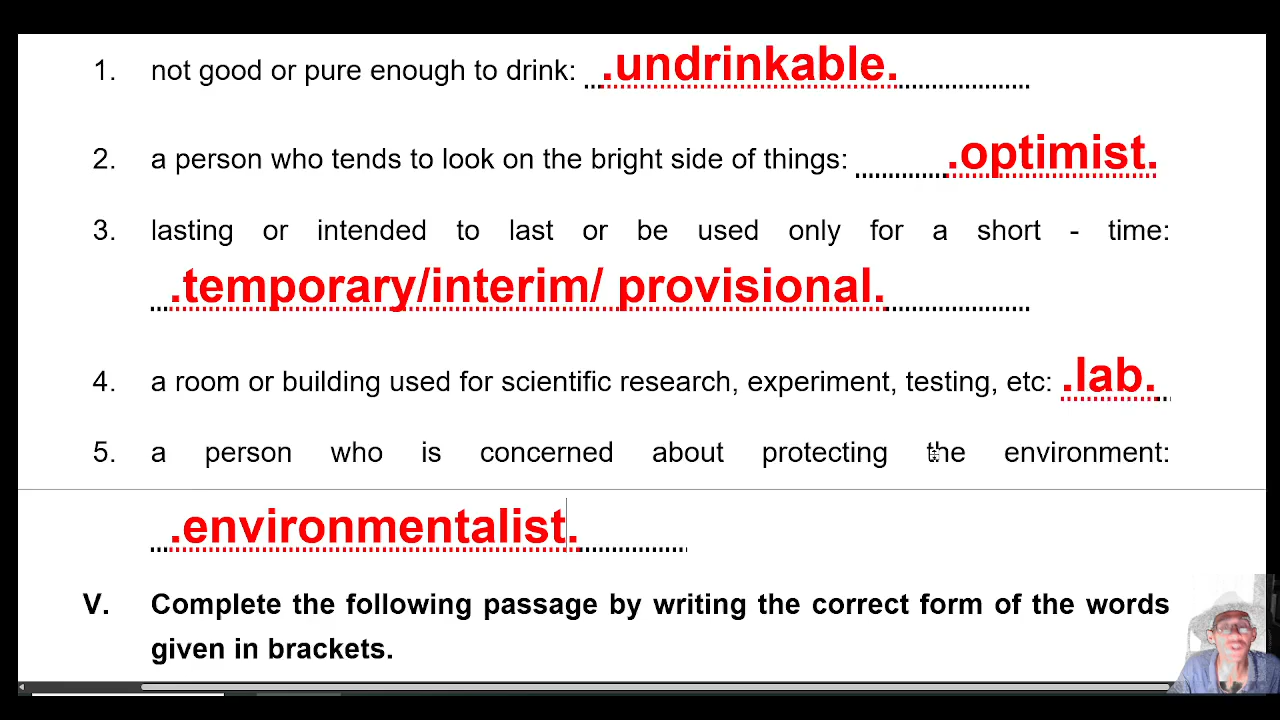 1. not good or pure enough to drink: .undrinkable.
2. a person who tends to look on the bright side of things: .optimist.
3. lasting or intended to last or be used only for a short - time:
.temporary/interim/ provisional.
4. a room or building used for scientific research, experiment, testing, etc: .lab.
5. a person who is concerned about protecting the environment:
.environmentalist.
V. Complete the following passage by writing the correct form of the words
given in brackets.